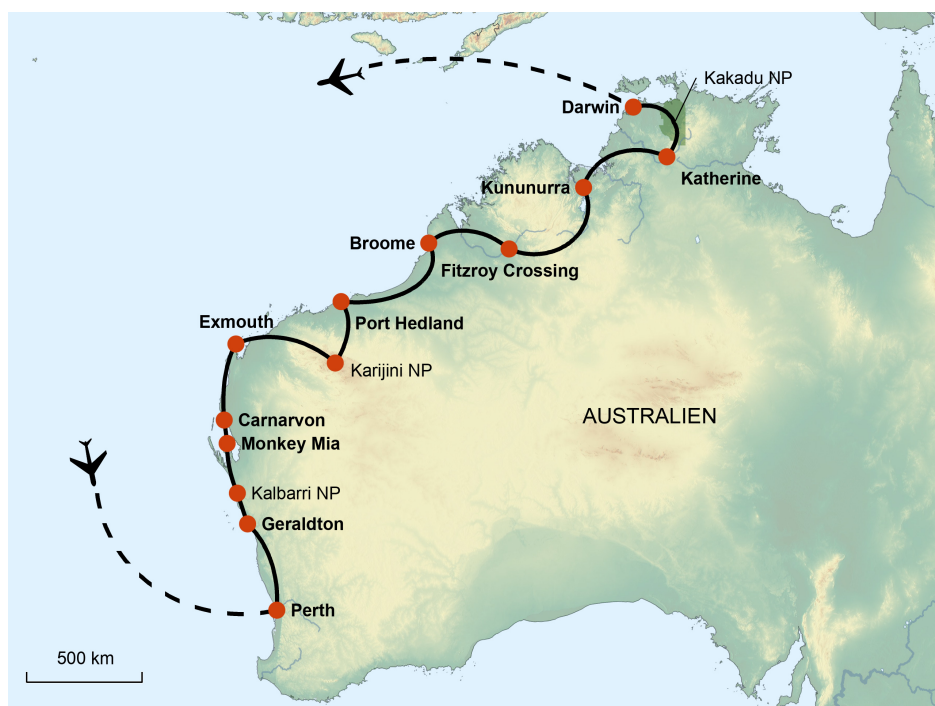 Kakadu NP
Darwin
Katherine
Kununurra
Broome
Fitzroy Crossing
Exmouth
Port Hedland
Karijini NP
AUSTRALIEN
Carnarvon
Monkey Mia
Kalbarri NP
Geraldton
Perth
500 km